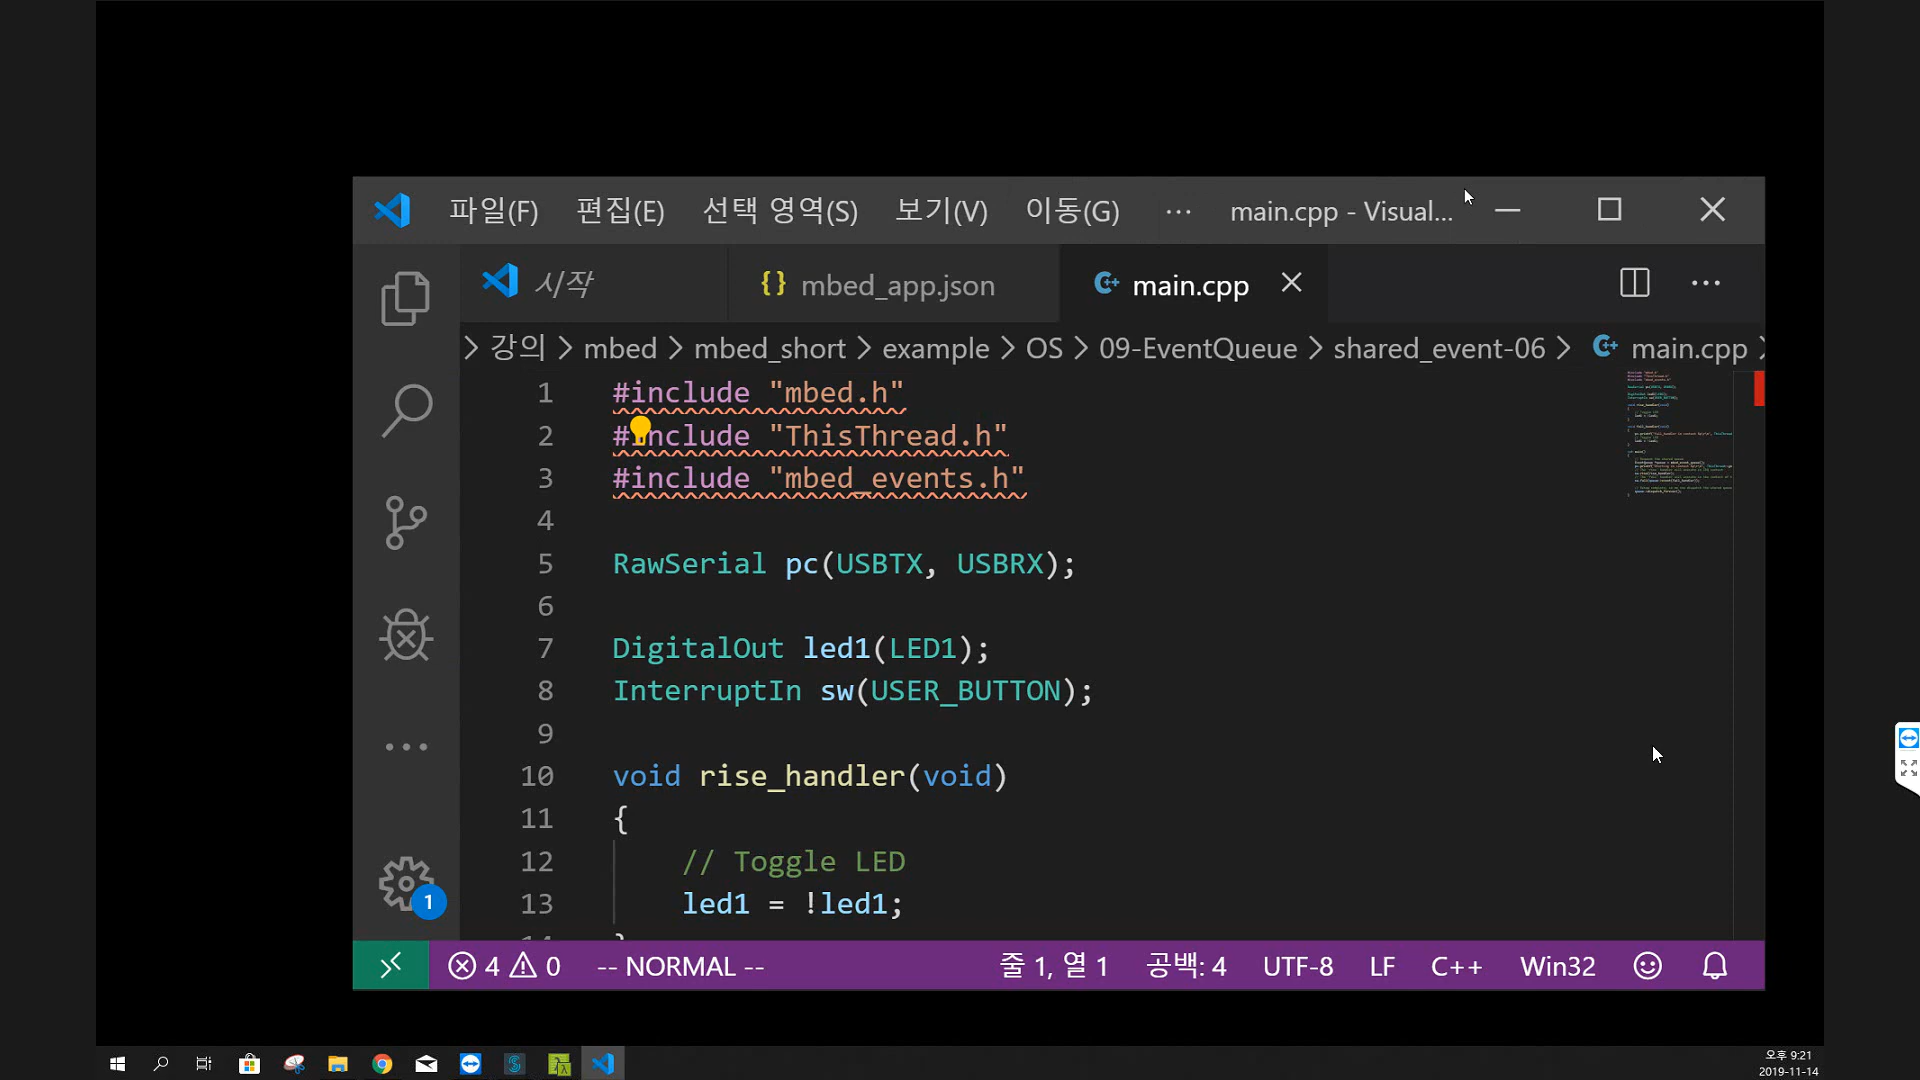 파일(F) 편집(E) 선택 영역(S) 보기(V) 이동(G) ··· main.cpp - Visual...
시작 {} mbed_app.json main.cpp
> 강의 > mbed > mbed_short > example > OS > 09-EventQueue > shared_event-06 > main.cpp >
1 #include "mbed.h"
2 #include "ThisThread.h"
3 #include "mbed_events.h"
4
5 RawSerial pc(USBTX, USBRX);
6
7 DigitalOut led1(LED1);
8 InterruptIn sw(USER_BUTTON);
9
10 void rise_handler(void)
11 {
12 // Toggle LED
13 led1 = !led1;
1
4 0 -- NORMAL -- 줄 1, 열 1 공백: 4 UTF-8 LF C++ Win32
오후 9:21
2019-11-14